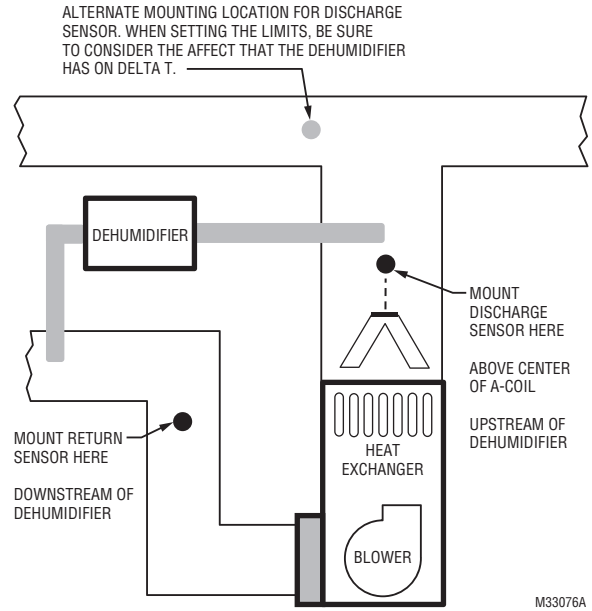 ALTERNATE MOUNTING LOCATION FOR DISCHARGE
SENSOR. WHEN SETTING THE LIMITS, BE SURE
TO CONSIDER THE AFFECT THAT THE DEHUMIDIFIER
HAS ON DELTA T.
DEHUMIDIFIER
MOUNT
DISCHARGE
SENSOR HERE
ABOVE CENTER
OF A-COIL
UPSTREAM OF
DEHUMIDIFIER
MOUNT RETURN
SENSOR HERE
DOWNSTREAM OF
DEHUMIDIFIER
HEAT
EXCHANGER
BLOWER
M33076A